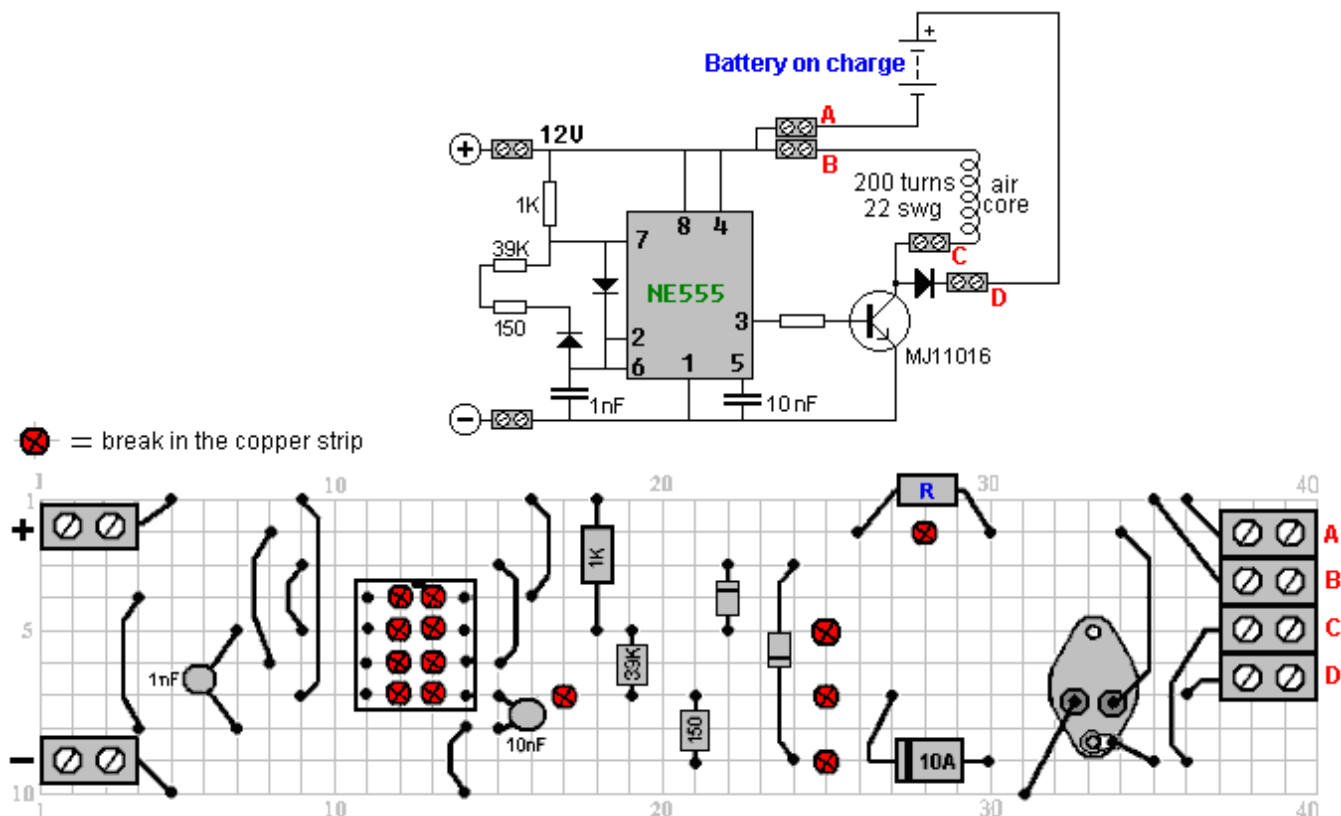 +
Battery on charge
A
+ 12V
B
200 turns
22 swg
air
core
1K
8 4
7
39K
C
NE555
D
150
3
2
MJ11016
6
1
5
1nF
10nF
−
= break in the copper strip
1 10 20 30 40
1
R
+
A
1K
B
5
C
39K
1nF
D
150
10nF
−
10A
10
1 10 20 30 40